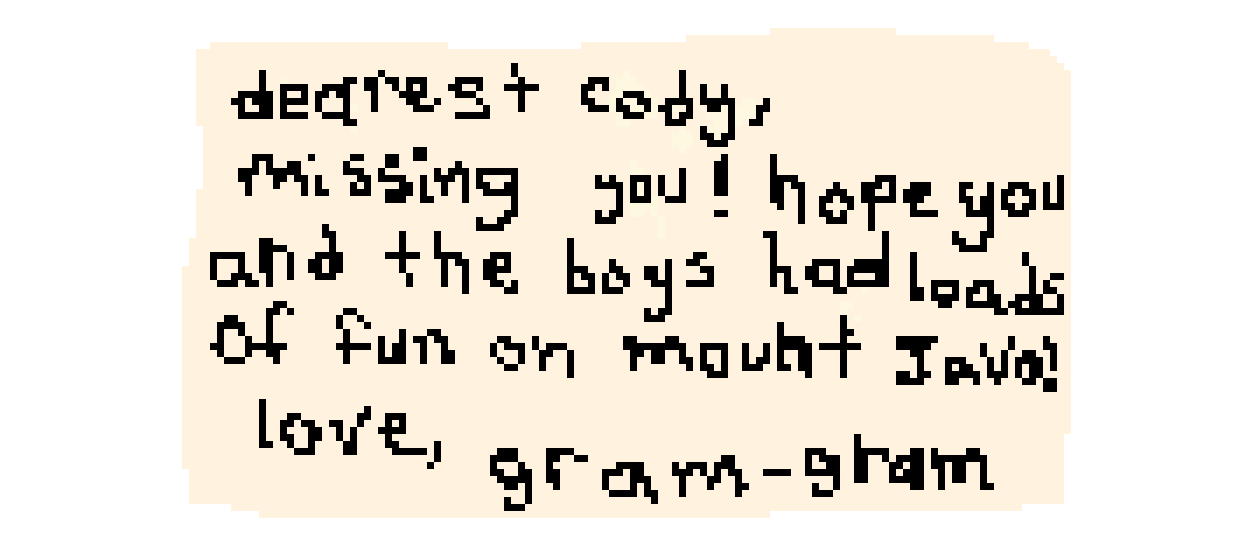 dearest cody,
missing you! hope you
and the boys had loads
of fun on mount Java!
love, gram-gram